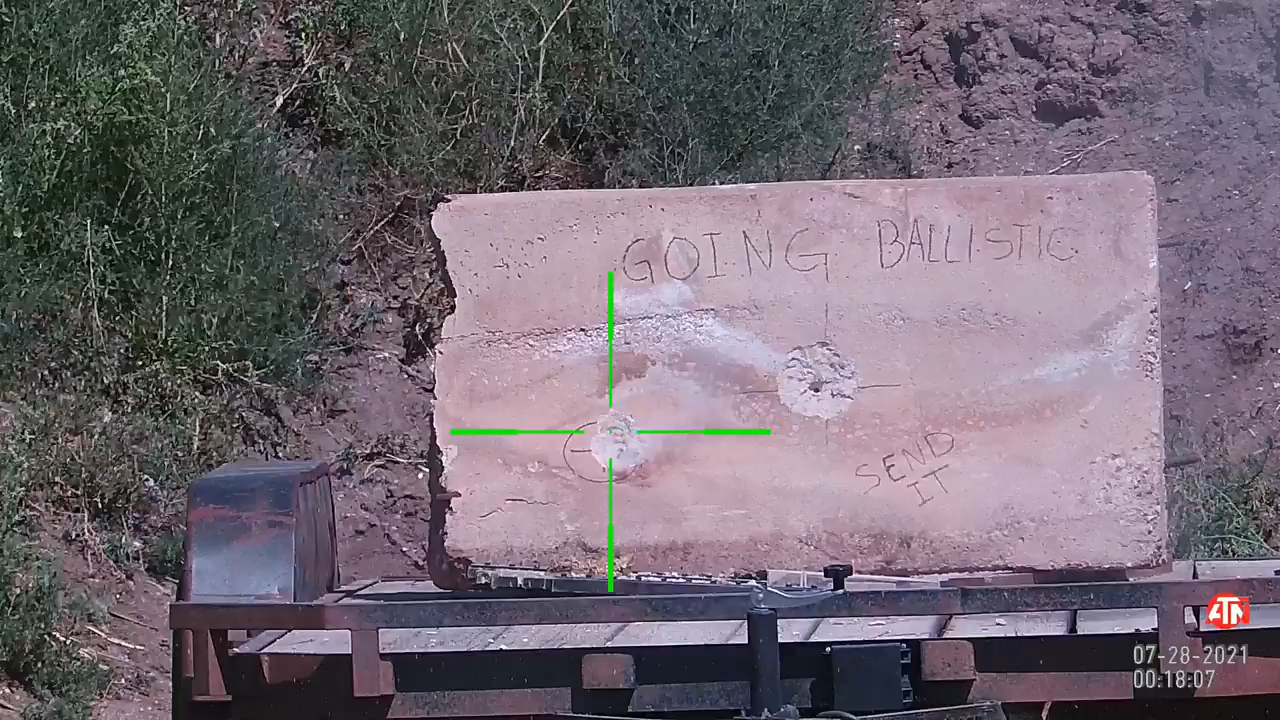 GOING BALLISTIC
SEND
IT
ATN
07-28-2021
00:18:07